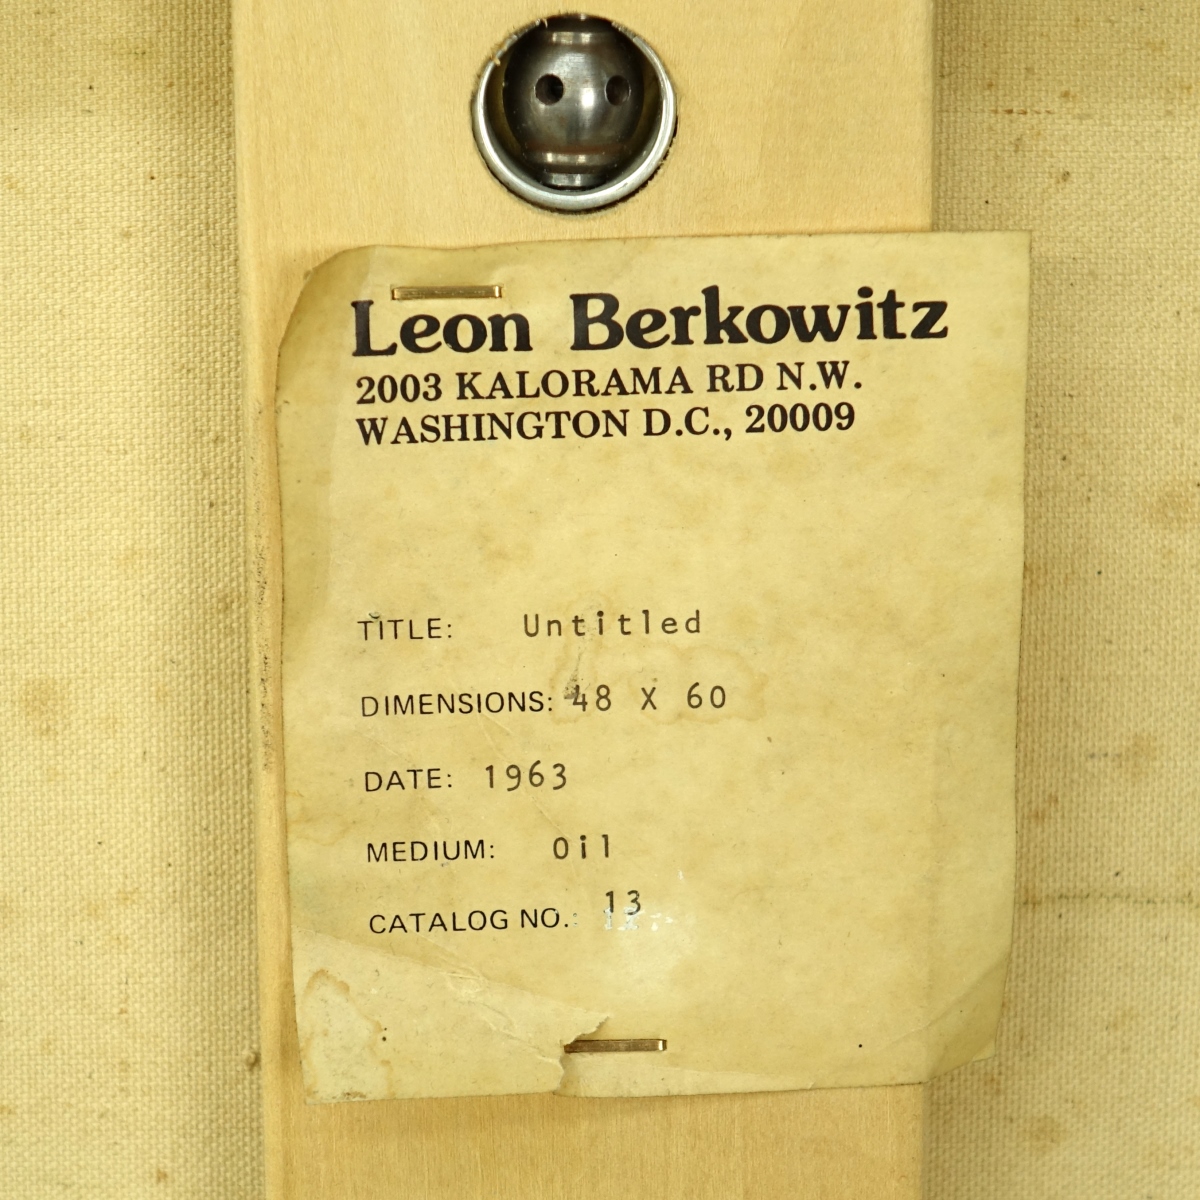 Leon Berkowitz
2003 KALORAMA RD N.W.
WASHINGTON D.C., 20009
TITLE: Untitled
DIMENSIONS: 48 X 60
DATE: 1963
MEDIUM: Oil
CATALOG NO.: 13